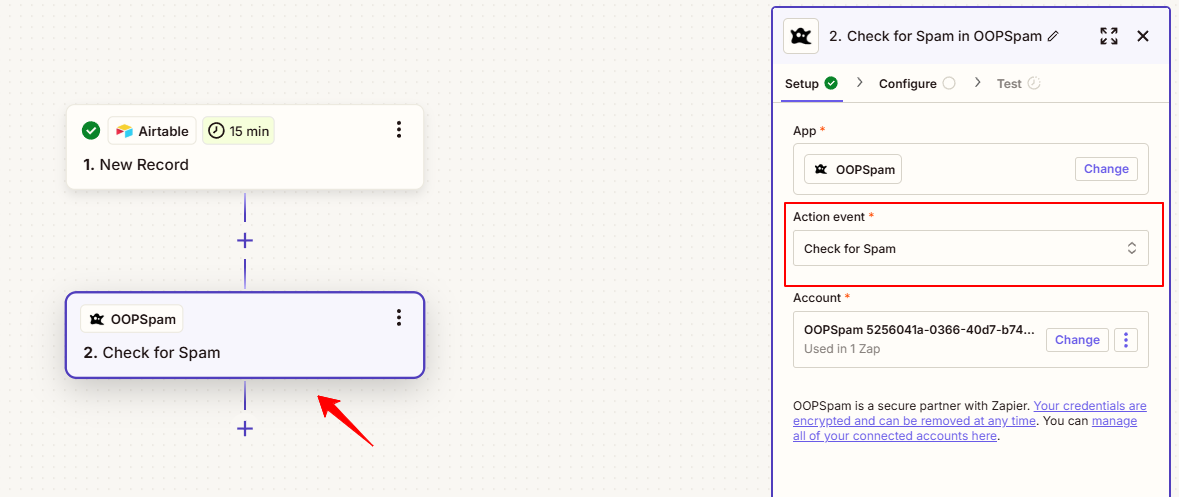 Airtable
15 min
1. New Record
OOPSpam
2. Check for Spam
2. Check for Spam in OOPSpam
Setup
Configure
Test
App *
OOPSpam
Change
Action event *
Check for Spam
Account *
OOPSpam 5256041a-0366-40d7-b74...
Used in 1 Zap
Change
OOPSpam is a secure partner with Zapier. Your credentials are
encrypted and can be removed at any time. You can manage
all of your connected accounts here.